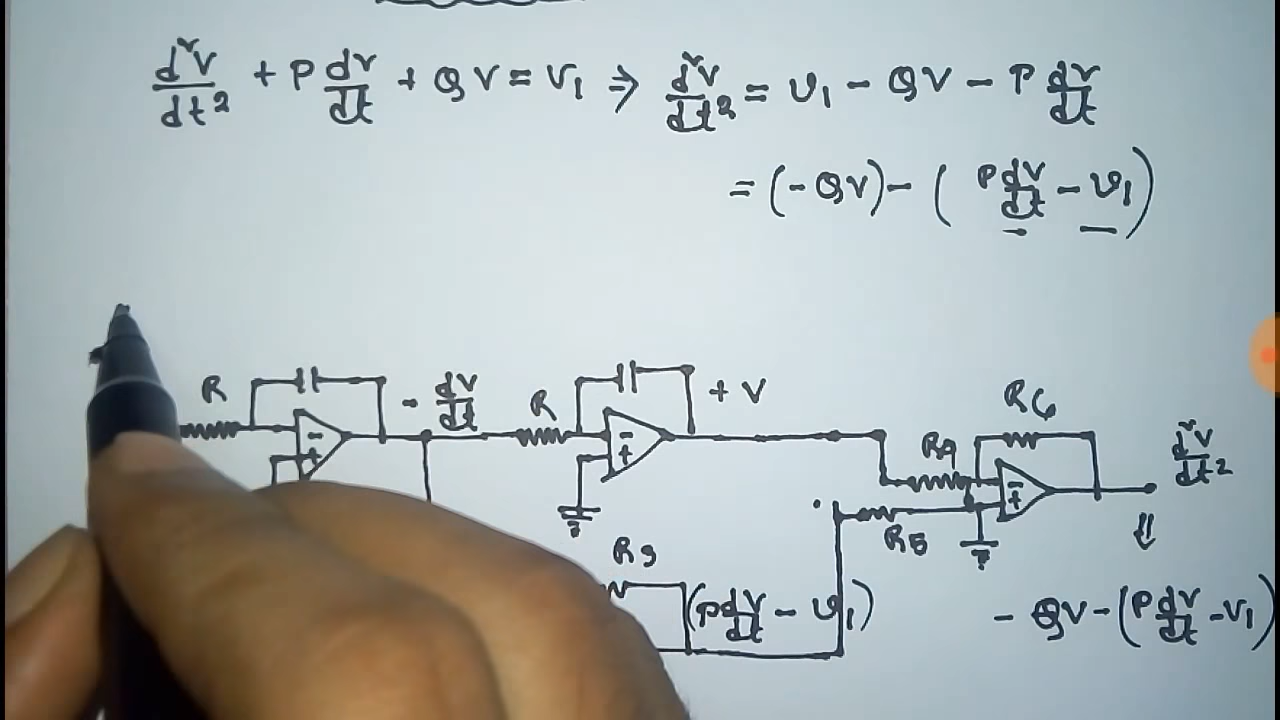 d²V/dt² + P dV/dt + QV = V₁ ⇒ d²V/dt² = V₁ - QV - P dV/dt
= (-QV) - (P dV/dt - V₁)
R - dV/dt R + V R6
R4 d²V/dt²
R5
R3
(P dV/dt - V₁) - QV - (P dV/dt - V₁)